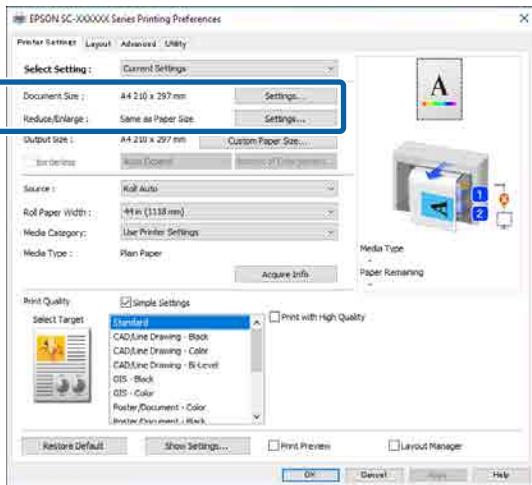 EPSON SC-XXXXXX Series Printing Preferences
Printer Settings Layout Advanced Utility
Select Setting : Current Settings
Document Size : A4 210 x 297 mm Settings...
Reduce/Enlarge : Same as Paper Size Settings...
Output Size : A4 210 x 297 mm Custom Paper Size...
Borderless Auto Expand
Source : Roll Auto
Roll Paper Width : 44 in (1118 mm)
Media Category: Use Printer Settings
Media Type : Plain Paper
Acquire Info
A
A
1
2
Media Type
-
Paper Remaining
-
Print Quality Simple Settings
Select Target
Standard
CAD/Line Drawing - Black
CAD/Line Drawing - Color
CAD/Line Drawing - Bi-Level
GIS - Black
GIS - Color
Poster/Document - Color
Poster/Document - Black
Print with High Quality
Restore Default Show Settings... Print Preview Layout Manager
OK Cancel Apply Help